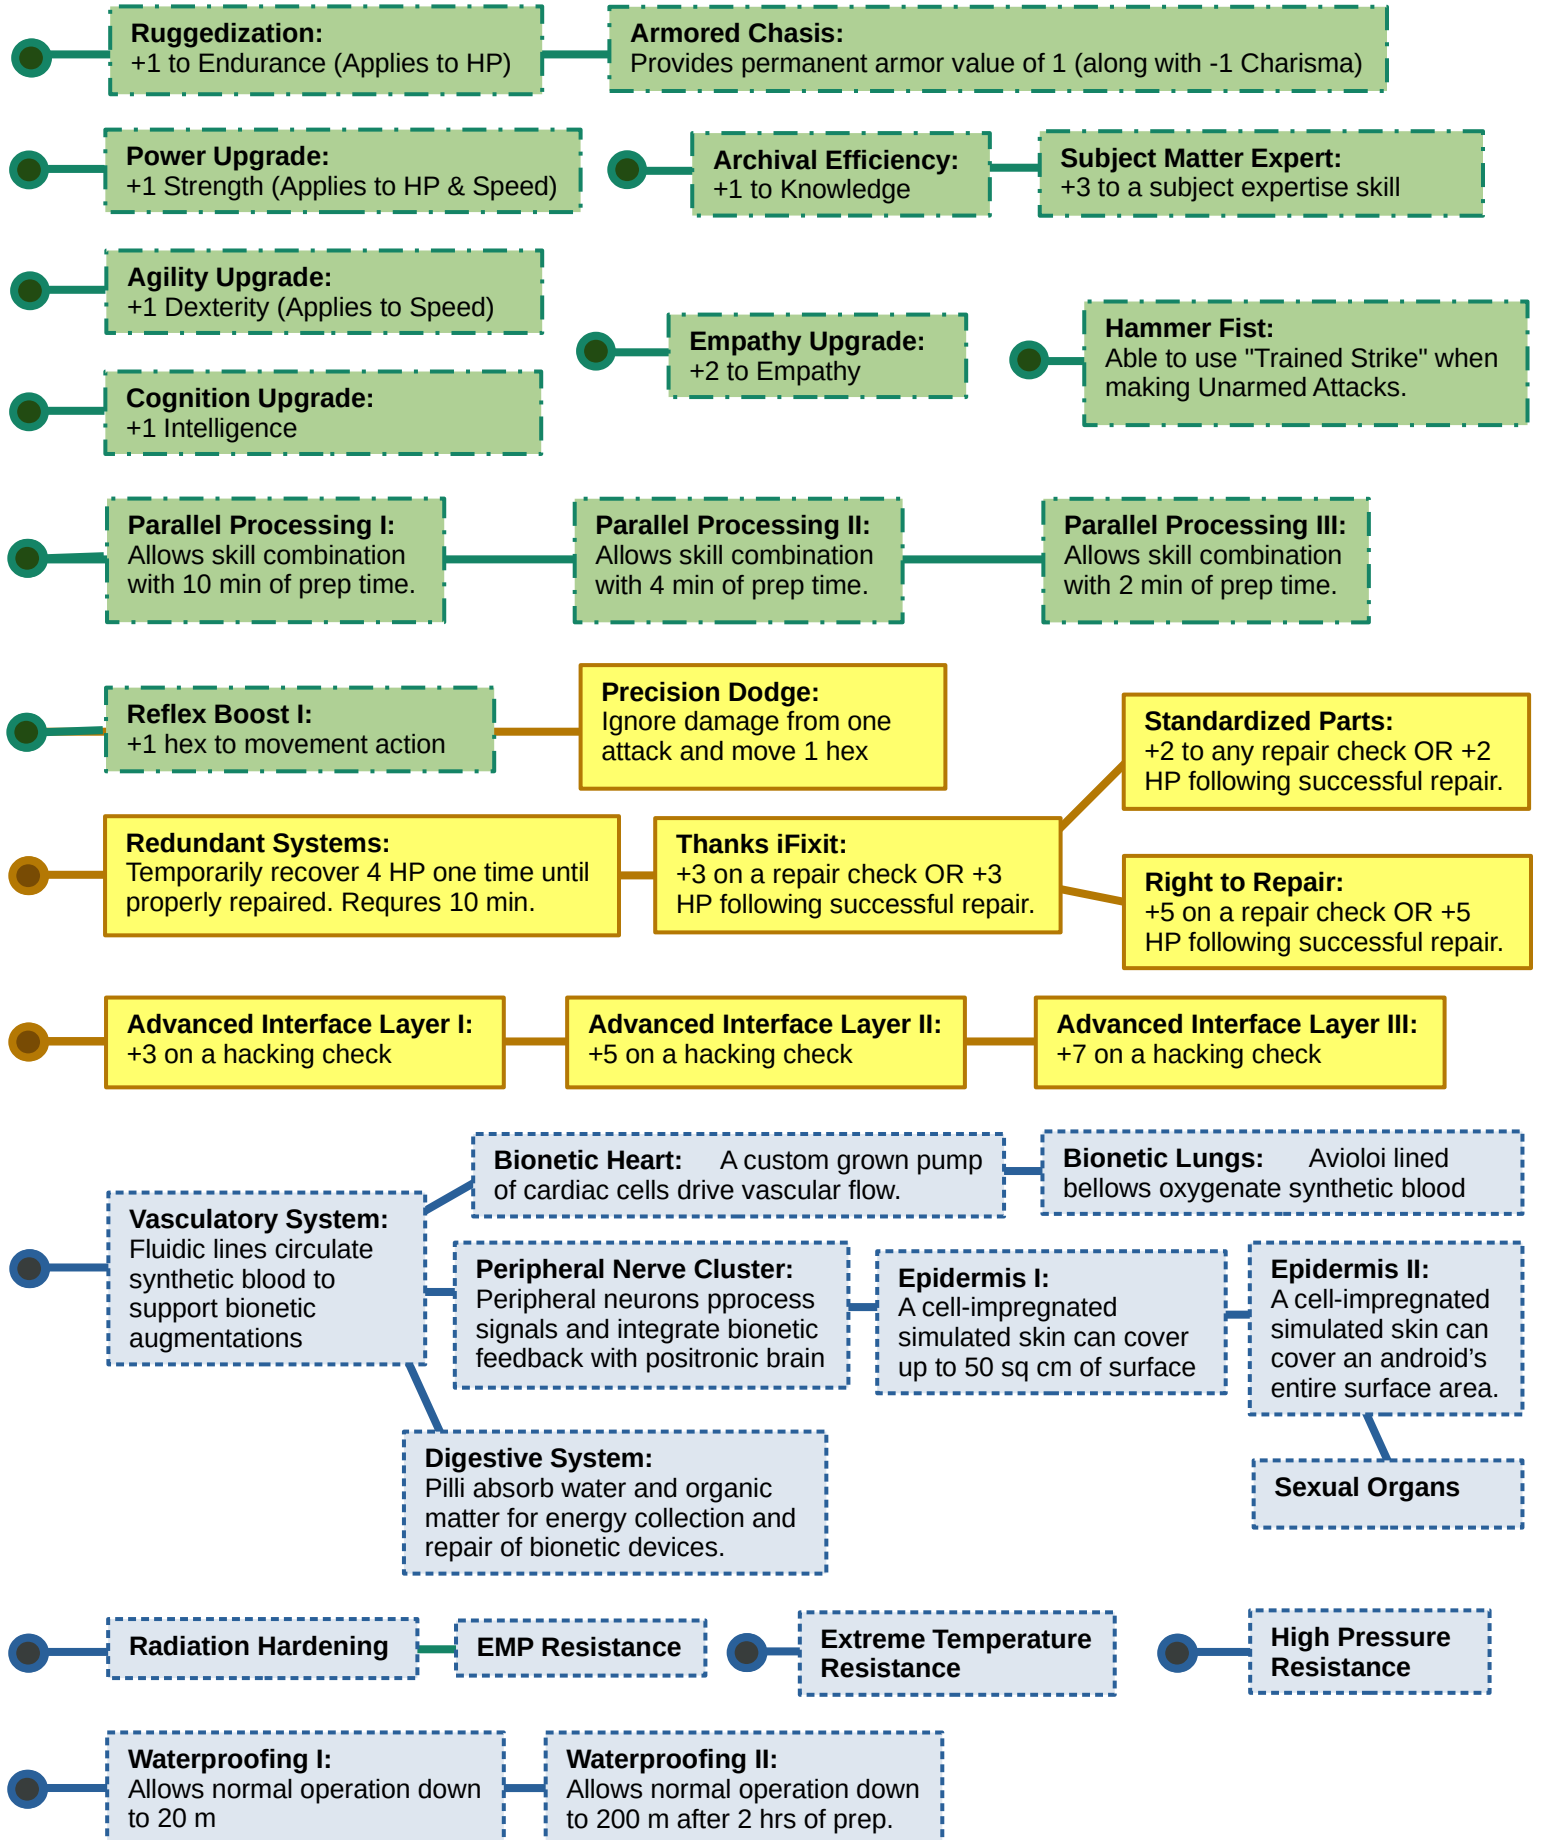 Ruggedization:
+1 to Endurance (Applies to HP)
Armored Chasis:
Provides permanent armor value of 1 (along with -1 Charisma)
Power Upgrade:
+1 Strength (Applies to HP & Speed)
Archival Efficiency:
+1 to Knowledge
Subject Matter Expert:
+3 to a subject expertise skill
Agility Upgrade:
+1 Dexterity (Applies to Speed)
Empathy Upgrade:
+2 to Empathy
Hammer Fist:
Able to use "Trained Strike" when
making Unarmed Attacks.
Cognition Upgrade:
+1 Intelligence
Parallel Processing I:
Allows skill combination
with 10 min of prep time.
Parallel Processing II:
Allows skill combination
with 4 min of prep time.
Parallel Processing III:
Allows skill combination
with 2 min of prep time.
Reflex Boost I:
+1 hex to movement action
Precision Dodge:
Ignore damage from one
attack and move 1 hex
Standardized Parts:
+2 to any repair check OR +2
HP following successful repair.
Redundant Systems:
Temporarily recover 4 HP one time until
properly repaired. Requres 10 min.
Thanks iFixit:
+3 on a repair check OR +3
HP following successful repair.
Right to Repair:
+5 on a repair check OR +5
HP following successful repair.
Advanced Interface Layer I:
+3 on a hacking check
Advanced Interface Layer II:
+5 on a hacking check
Advanced Interface Layer III:
+7 on a hacking check
Vasculatory System:
Fluidic lines circulate
synthetic blood to
support bionetic
augmentations
Bionetic Heart: A custom grown pump
of cardiac cells drive vascular flow.
Bionetic Lungs: Avioloi lined
bellows oxygenate synthetic blood
Peripheral Nerve Cluster:
Peripheral neurons pprocess
signals and integrate bionetic
feedback with positronic brain
Epidermis I:
A cell-impregnated
simulated skin can cover
up to 50 sq cm of surface
Epidermis II:
A cell-impregnated
simulated skin can
cover an android’s
entire surface area.
Digestive System:
Pilli absorb water and organic
matter for energy collection and
repair of bionetic devices.
Sexual Organs
Radiation Hardening
EMP Resistance
Extreme Temperature
Resistance
High Pressure
Resistance
Waterproofing I:
Allows normal operation down
to 20 m
Waterproofing II:
Allows normal operation down
to 200 m after 2 hrs of prep.